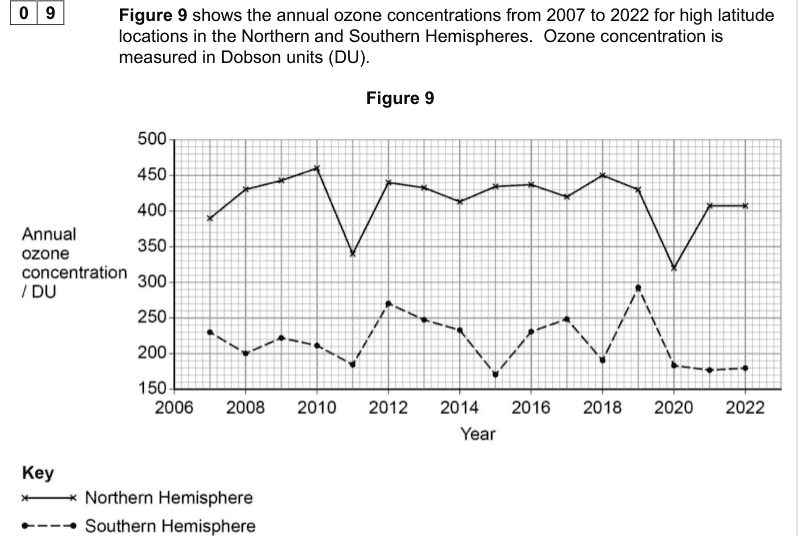 0 9
Figure 9 shows the annual ozone concentrations from 2007 to 2022 for high latitude
locations in the Northern and Southern Hemispheres. Ozone concentration is
measured in Dobson units (DU).
Figure 9
500
450
400
350
300
250
200
150
Annual
ozone
concentration
/ DU
2006 2008 2010 2012 2014 2016 2018 2020 2022
Year
Key
Northern Hemisphere
Southern Hemisphere